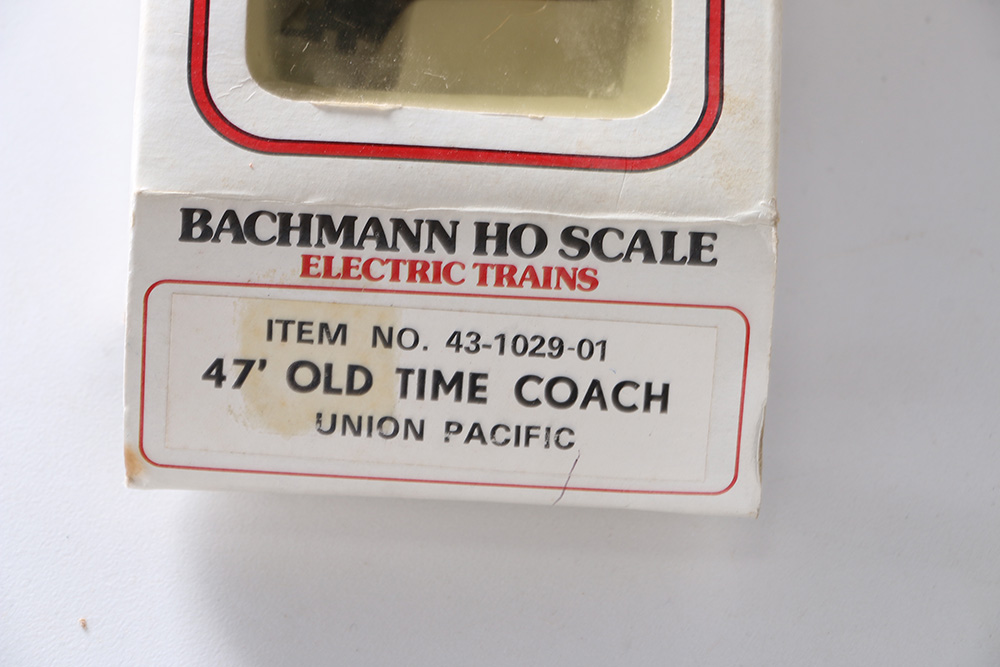 BACHMANN HO SCALE
ELECTRIC TRAINS
ITEM NO. 43-1029-01
47' OLD TIME COACH
UNION PACIFIC